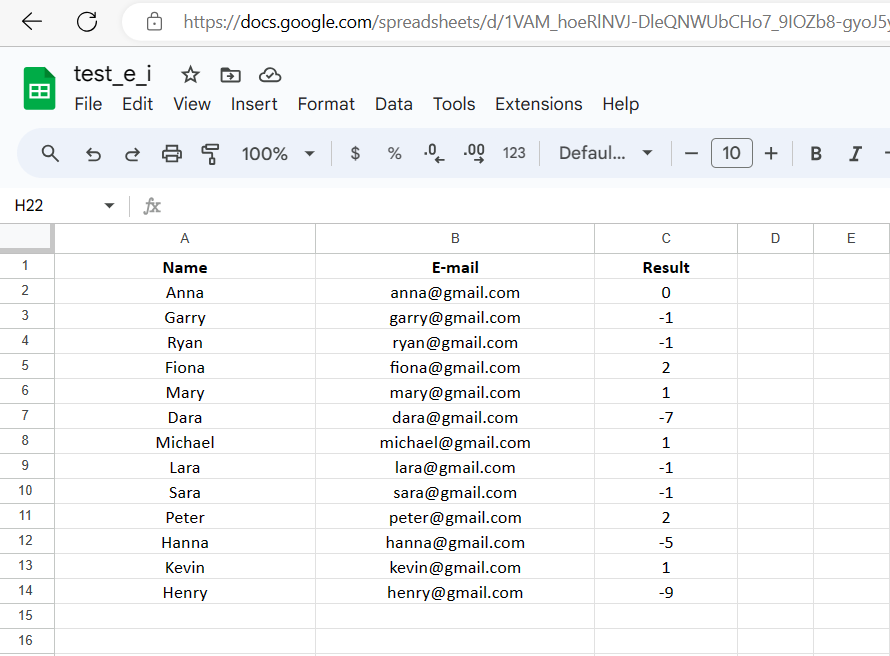 https://docs.google.com/spreadsheets/d/1VAM_hoeRlNVJ-DleQNWUbCHo7_9IOZb8-gyoJ5y
test_e_i
File Edit View Insert Format Data Tools Extensions Help
100% $ % .0 .00 123 Defaul... − 10 + B I
H22 fx
A B C D E
1 Name E-mail Result
2 Anna anna@gmail.com 0
3 Garry garry@gmail.com -1
4 Ryan ryan@gmail.com -1
5 Fiona fiona@gmail.com 2
6 Mary mary@gmail.com 1
7 Dara dara@gmail.com -7
8 Michael michael@gmail.com 1
9 Lara lara@gmail.com -1
10 Sara sara@gmail.com -1
11 Peter peter@gmail.com 2
12 Hanna hanna@gmail.com -5
13 Kevin kevin@gmail.com 1
14 Henry henry@gmail.com -9
15
16